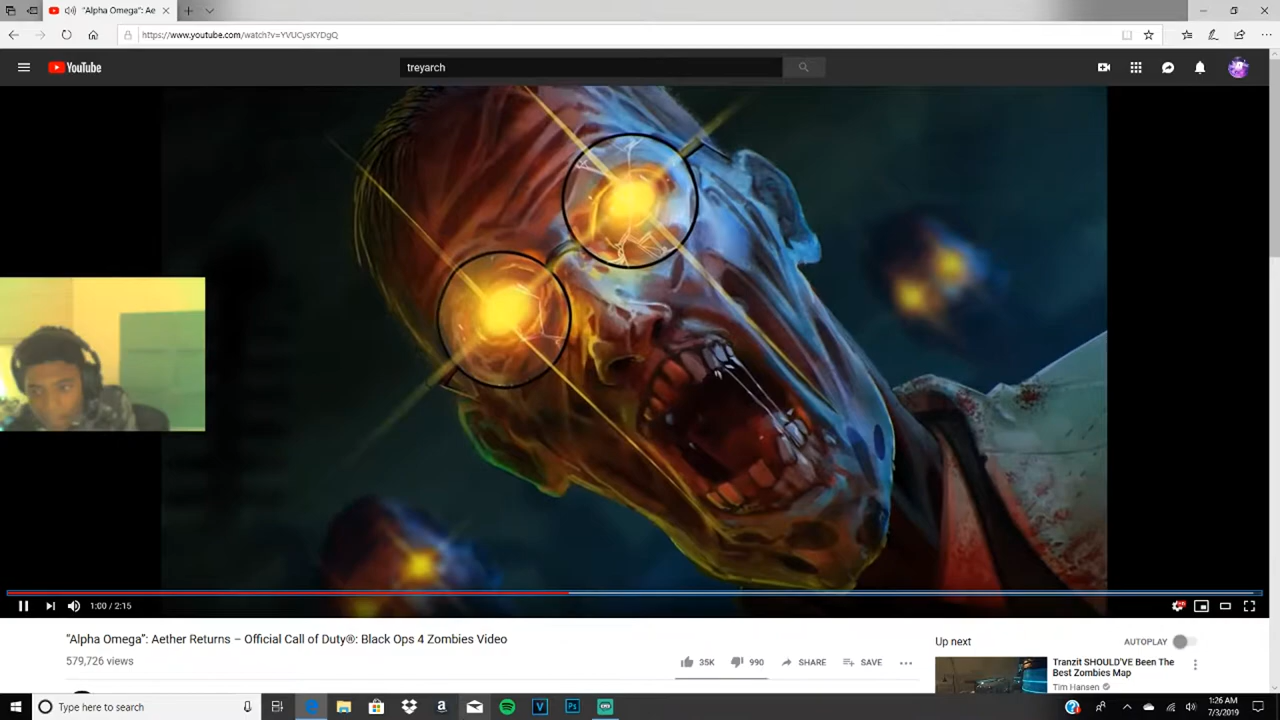 "Alpha Omega": Ae
https://www.youtube.com/watch?v=YVUCysKYDgQ
YouTube
treyarch
1:00 / 2:15
"Alpha Omega": Aether Returns – Official Call of Duty®: Black Ops 4 Zombies Video
579,726 views
35K
990
SHARE
SAVE
Up next
AUTOPLAY
Tranzit SHOULD'VE Been The
Best Zombies Map
Tim Hansen
Type here to search
1:26 AM
7/3/2019